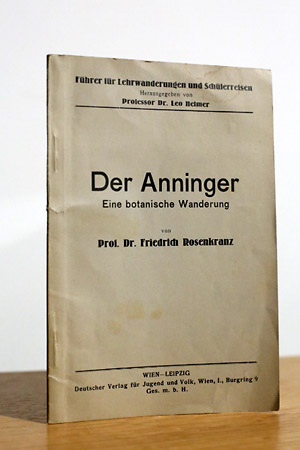 Führer für Lehrwanderungen und Schülerreisen
Herausgegeben von
Professor Dr. Leo Helmer
Der Anninger
Eine botanische Wanderung
von
Prof. Dr. Friedrich Rosenkranz
WIEN—LEIPZIG
Deutscher Verlag für Jugend und Volk, Wien, I., Burgring 9
Ges. m. b. H.